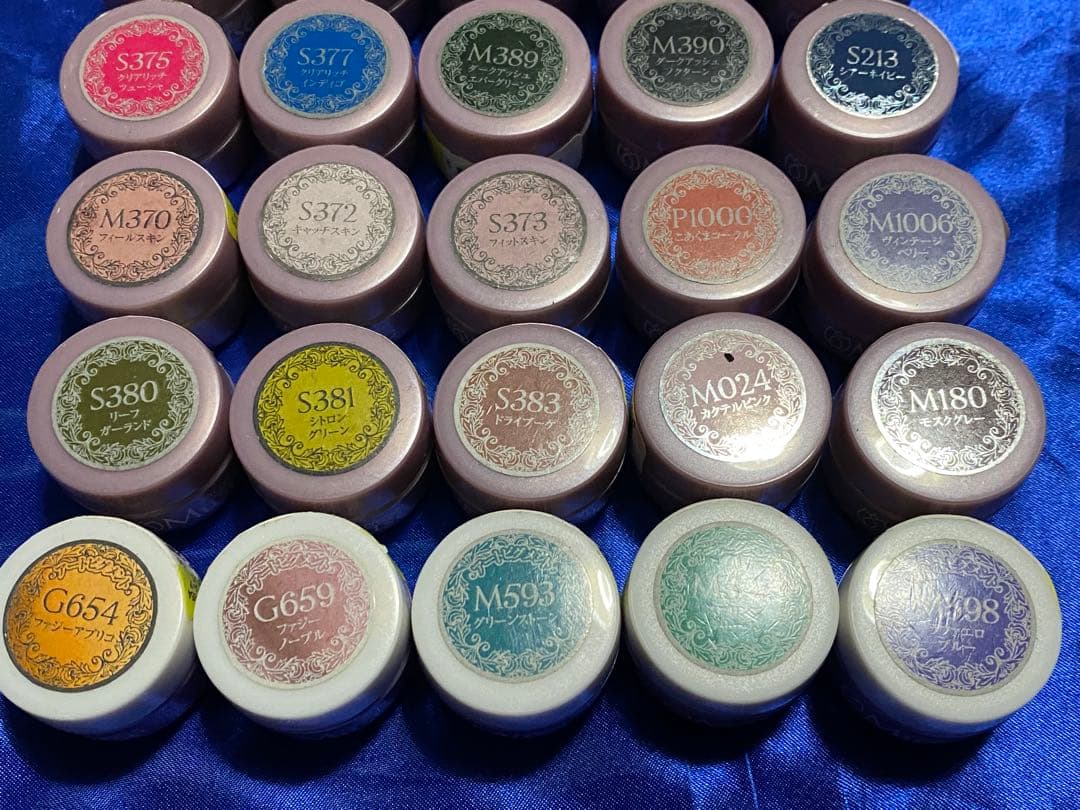 S375
クリアリッチ
フューシャ
S377
クリアリッチ
インディゴ
M389
ダークアッシュ
エバーグリーン
M390
ダークアッシュ
ランターン
S213
シアーネイビー
M370
フィールスキン
S372
キャッチスキン
S373
フィットスキン
P1000
こあくまコーラル
M1006
ヴィンテージ
ベリー
S380
リーフ
ガーランド
S381
シトロン
グリーン
S383
ドライブーケ
M024
カクテルピンク
M180
モスクグレー
G654
ファジーアプリコ
G659
ファジー
ノーブル
M593
グリーンストーン
98
ブルー